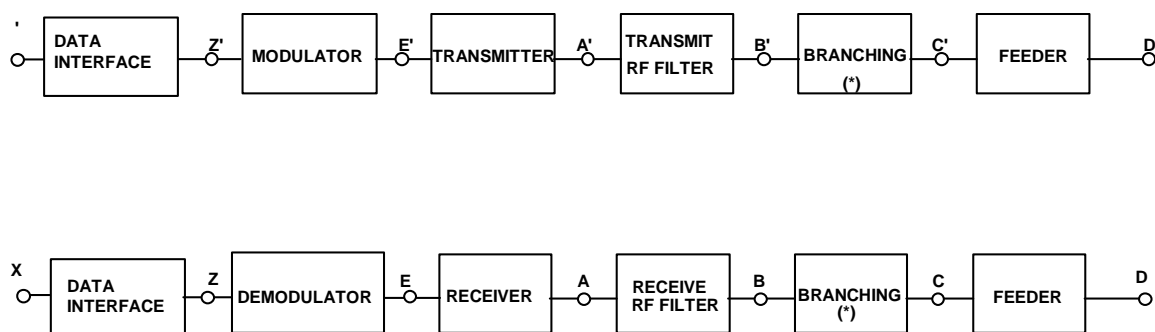 '
DATA
INTERFACE
Z'
MODULATOR
E'
TRANSMITTER
A'
TRANSMIT
RF FILTER
B'
BRANCHING
(*)
C'
FEEDER
D
X
DATA
INTERFACE
Z
DEMODULATOR
E
RECEIVER
A
RECEIVE
RF FILTER
B
BRANCHING
(*)
C
FEEDER
D